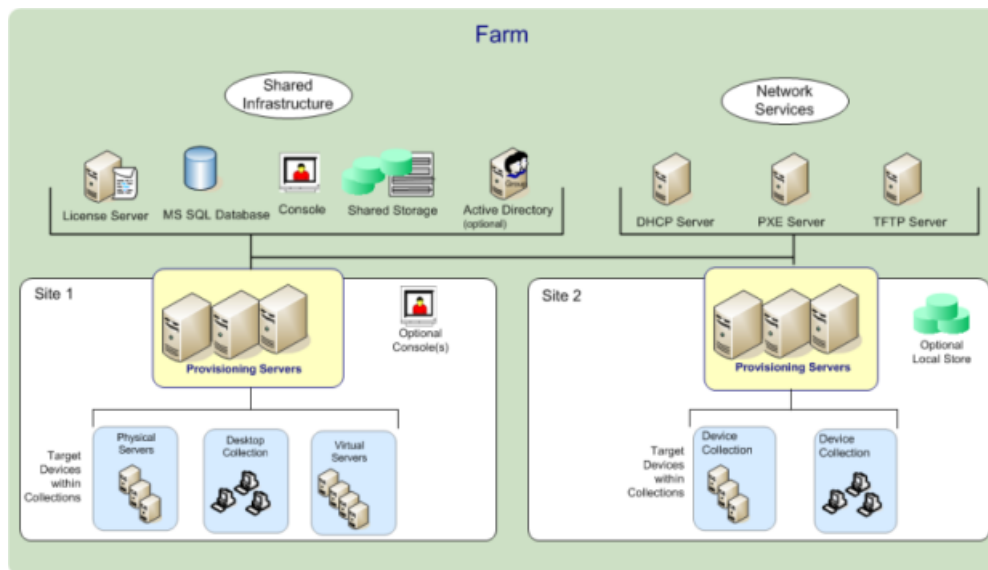 Farm
Shared
Infrastructure
Network
Services
License Server
MS SQL Database
Console
Shared Storage
Group
Active Directory
(optional)
DHCP Server
PXE Server
TFTP Server
Site 1
Provisioning Servers
Optional
Console(s)
Target
Devices
within
Collections
Physical
Servers
Desktop
Collection
Virtual
Servers
Site 2
Provisioning Servers
Optional
Local Store
Target
Devices
within
Collections
Device
Collection
Device
Collection